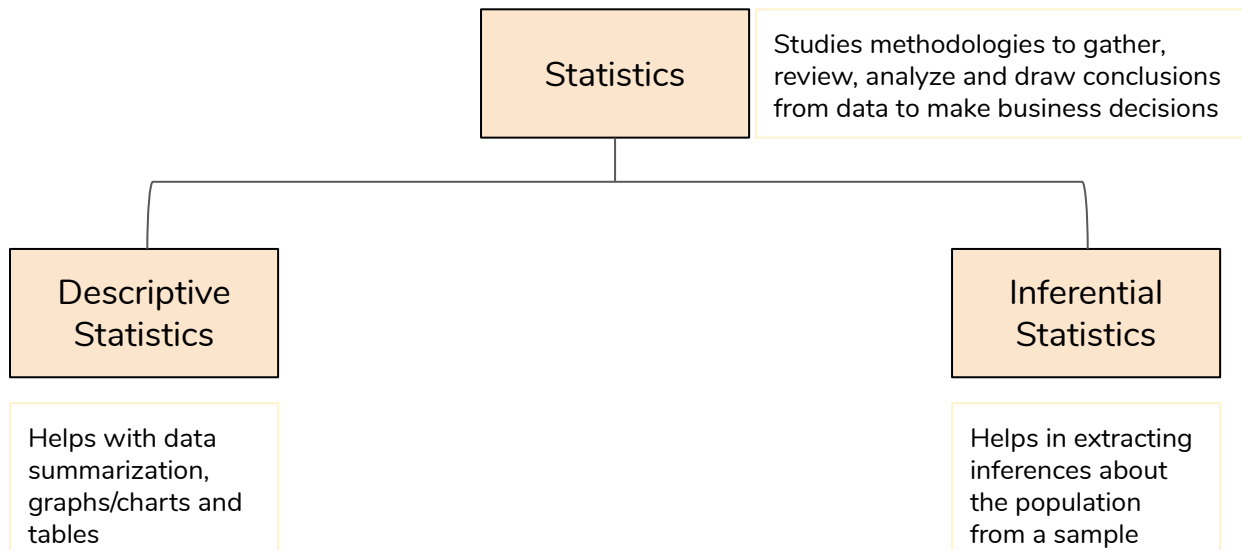 Statistics
Studies methodologies to gather,
review, analyze and draw conclusions
from data to make business decisions
Descriptive
Statistics
Inferential
Statistics
Helps with data
summarization,
graphs/charts and
tables
Helps in extracting
inferences about
the population
from a sample